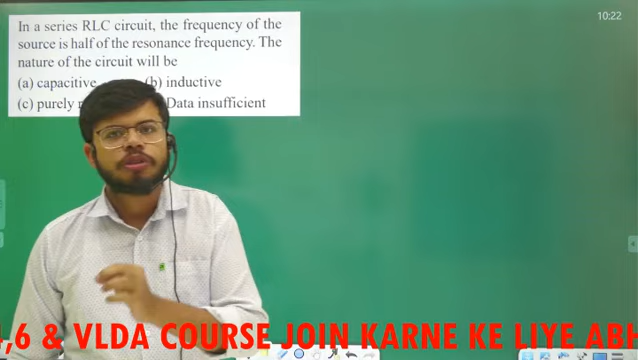 10:22
In a series RLC circuit, the frequency of the
source is half of the resonance frequency. The
nature of the circuit will be
(a) capacitive (b) inductive
(c) purely Data insufficient
,6 & VLDA COURSE JOIN KARNE KE LIYE ABH